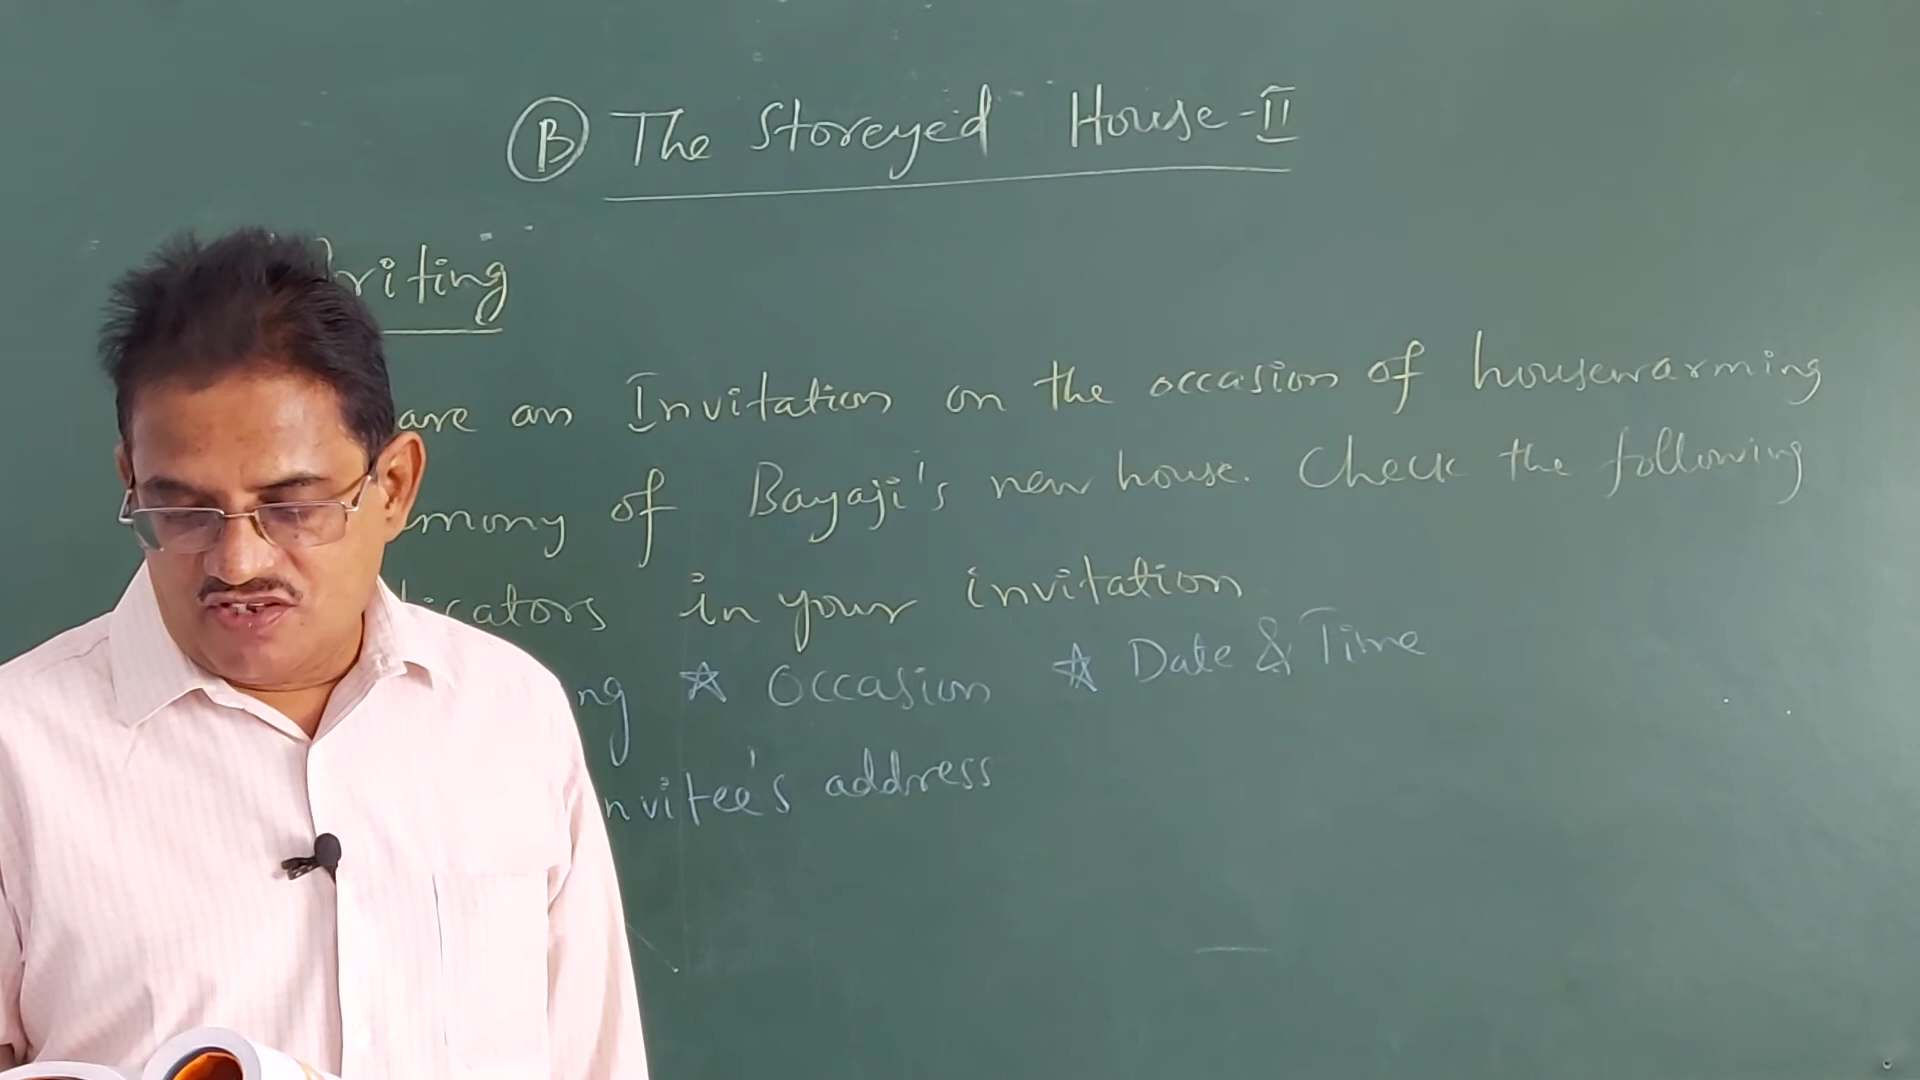 B The Storeyed House-II
riting
are an Invitation on the occasion of housewarming
mony of Bayaji's new house. Check the following
icators in your invitation
ng ☆ Occasion ☆ Date & Time
nvitee's address